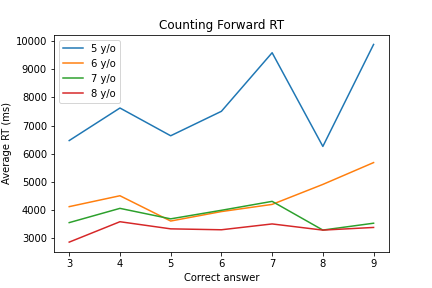 Counting Forward RT
10000
9000
8000
7000
6000
5000
4000
3000
Average RT (ms)
5 y/o
6 y/o
7 y/o
8 y/o
3 4 5 6 7 8 9
Correct answer